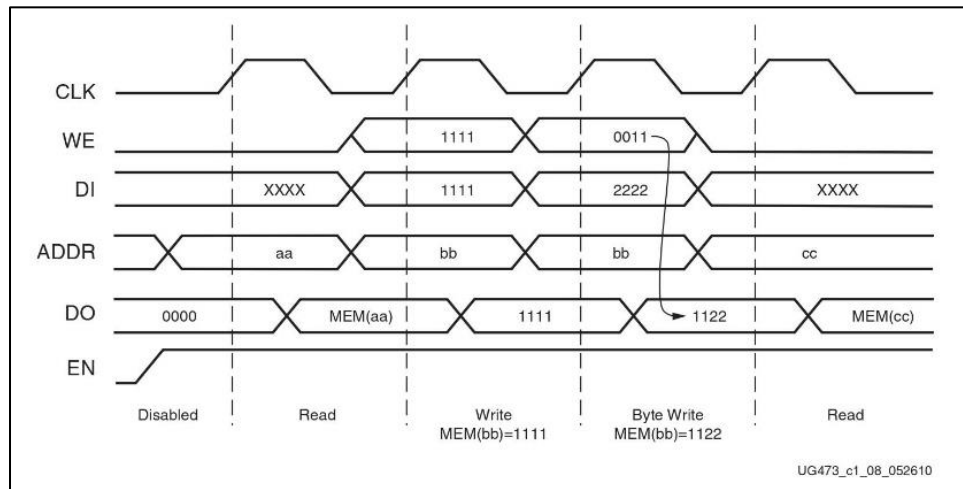 CLK
WE 1111 0011
DI XXXX 1111 2222 XXXX
ADDR aa bb bb cc
DO 0000 MEM(aa) 1111 1122 MEM(cc)
EN
Disabled Read Write Byte Write Read
MEM(bb)=1111 MEM(bb)=1122
UG473_c1_08_052610